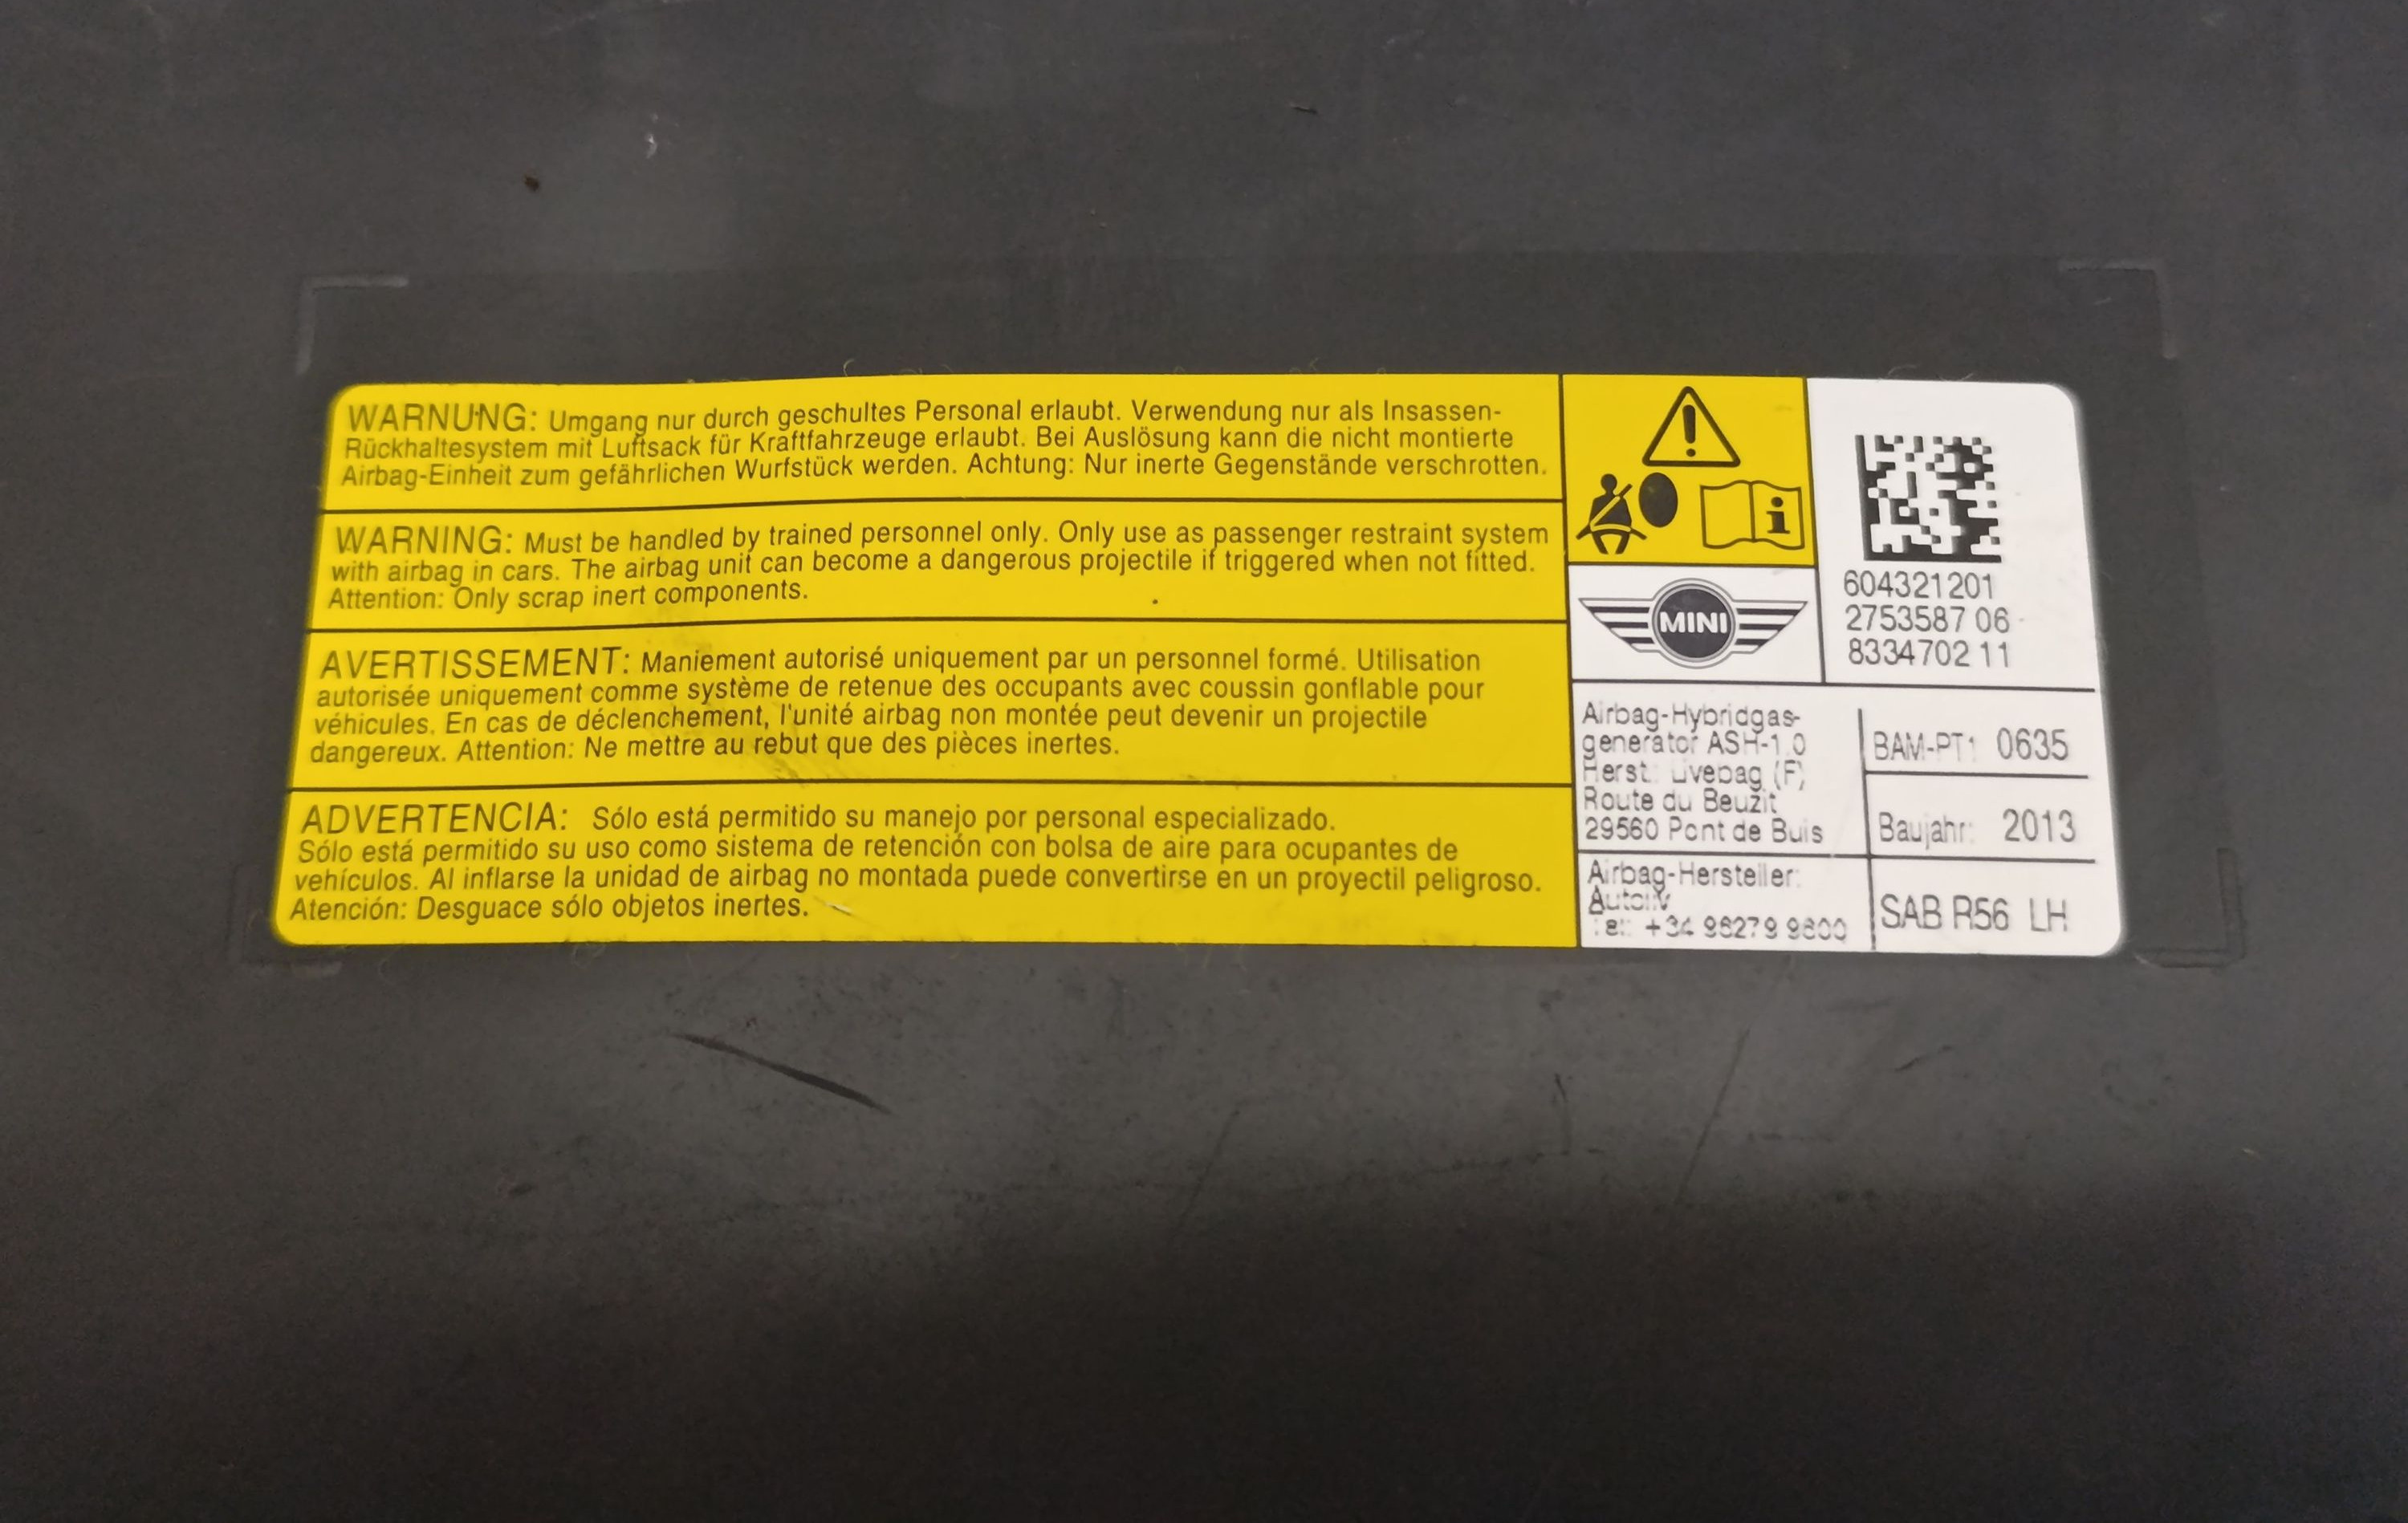 WARNUNG: Umgang nur durch geschultes Personal erlaubt. Verwendung nur als Insassen-
Rückhaltesystem mit Luftsack für Kraftfahrzeuge erlaubt. Bei Auslösung kann die nicht montierte
Airbag-Einheit zum gefährlichen Wurfstück werden. Achtung: Nur inerte Gegenstände verschrotten.
WARNING: Must be handled by trained personnel only. Only use as passenger restraint system
with airbag in cars. The airbag unit can become a dangerous projectile if triggered when not fitted.
Attention: Only scrap inert components.
AVERTISSEMENT: Maniement autorisé uniquement par un personnel formé. Utilisation
autorisée uniquement comme système de retenue des occupants avec coussin gonflable pour
véhicules. En cas de déclenchement, l'unité airbag non montée peut devenir un projectile
dangereux. Attention: Ne mettre au rebut que des pièces inertes.
ADVERTENCIA: Sólo está permitido su manejo por personal especializado.
Sólo está permitido su uso como sistema de retención con bolsa de aire para ocupantes de
vehículos. Al inflarse la unidad de airbag no montada puede convertirse en un proyectil peligroso.
Atención: Desguace sólo objetos inertes.
i
MINI
604321201
2753587 06
8334702 11
Airbag-Hybridgas-
generator ASH-1.0
Herst: Livebag (F)
Route du Beuzit
29560 Pont de Buis
BAM-PT1 0635
Baujahr: 2013
Airbag-Hersteller:
Autoliv
Tel: +34 96279 9600
SAB R56 LH